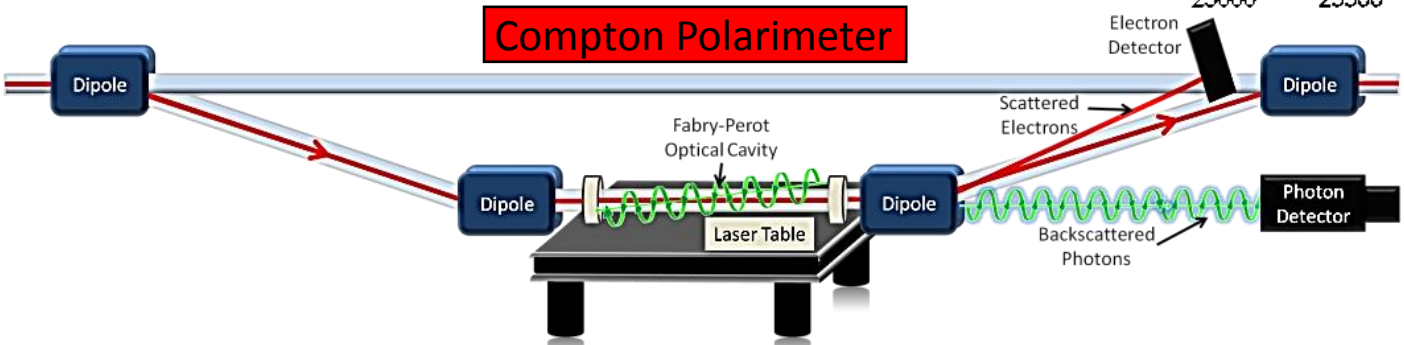 Compton Polarimeter
Electron
Detector
Dipole
Dipole
Scattered
Electrons
Fabry-Perot
Optical Cavity
Dipole
Dipole
Photon
Detector
Laser Table
Backscattered
Photons